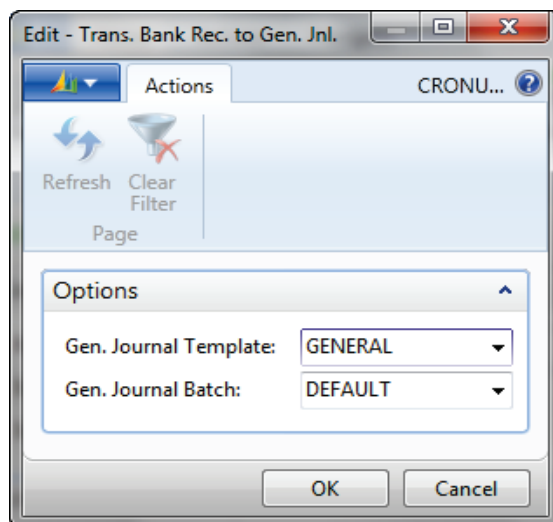 Edit - Trans. Bank Rec. to Gen. Jnl.
Actions
CRONU...
Refresh
Clear
Filter
Page
Options
Gen. Journal Template: GENERAL
Gen. Journal Batch: DEFAULT
OK
Cancel